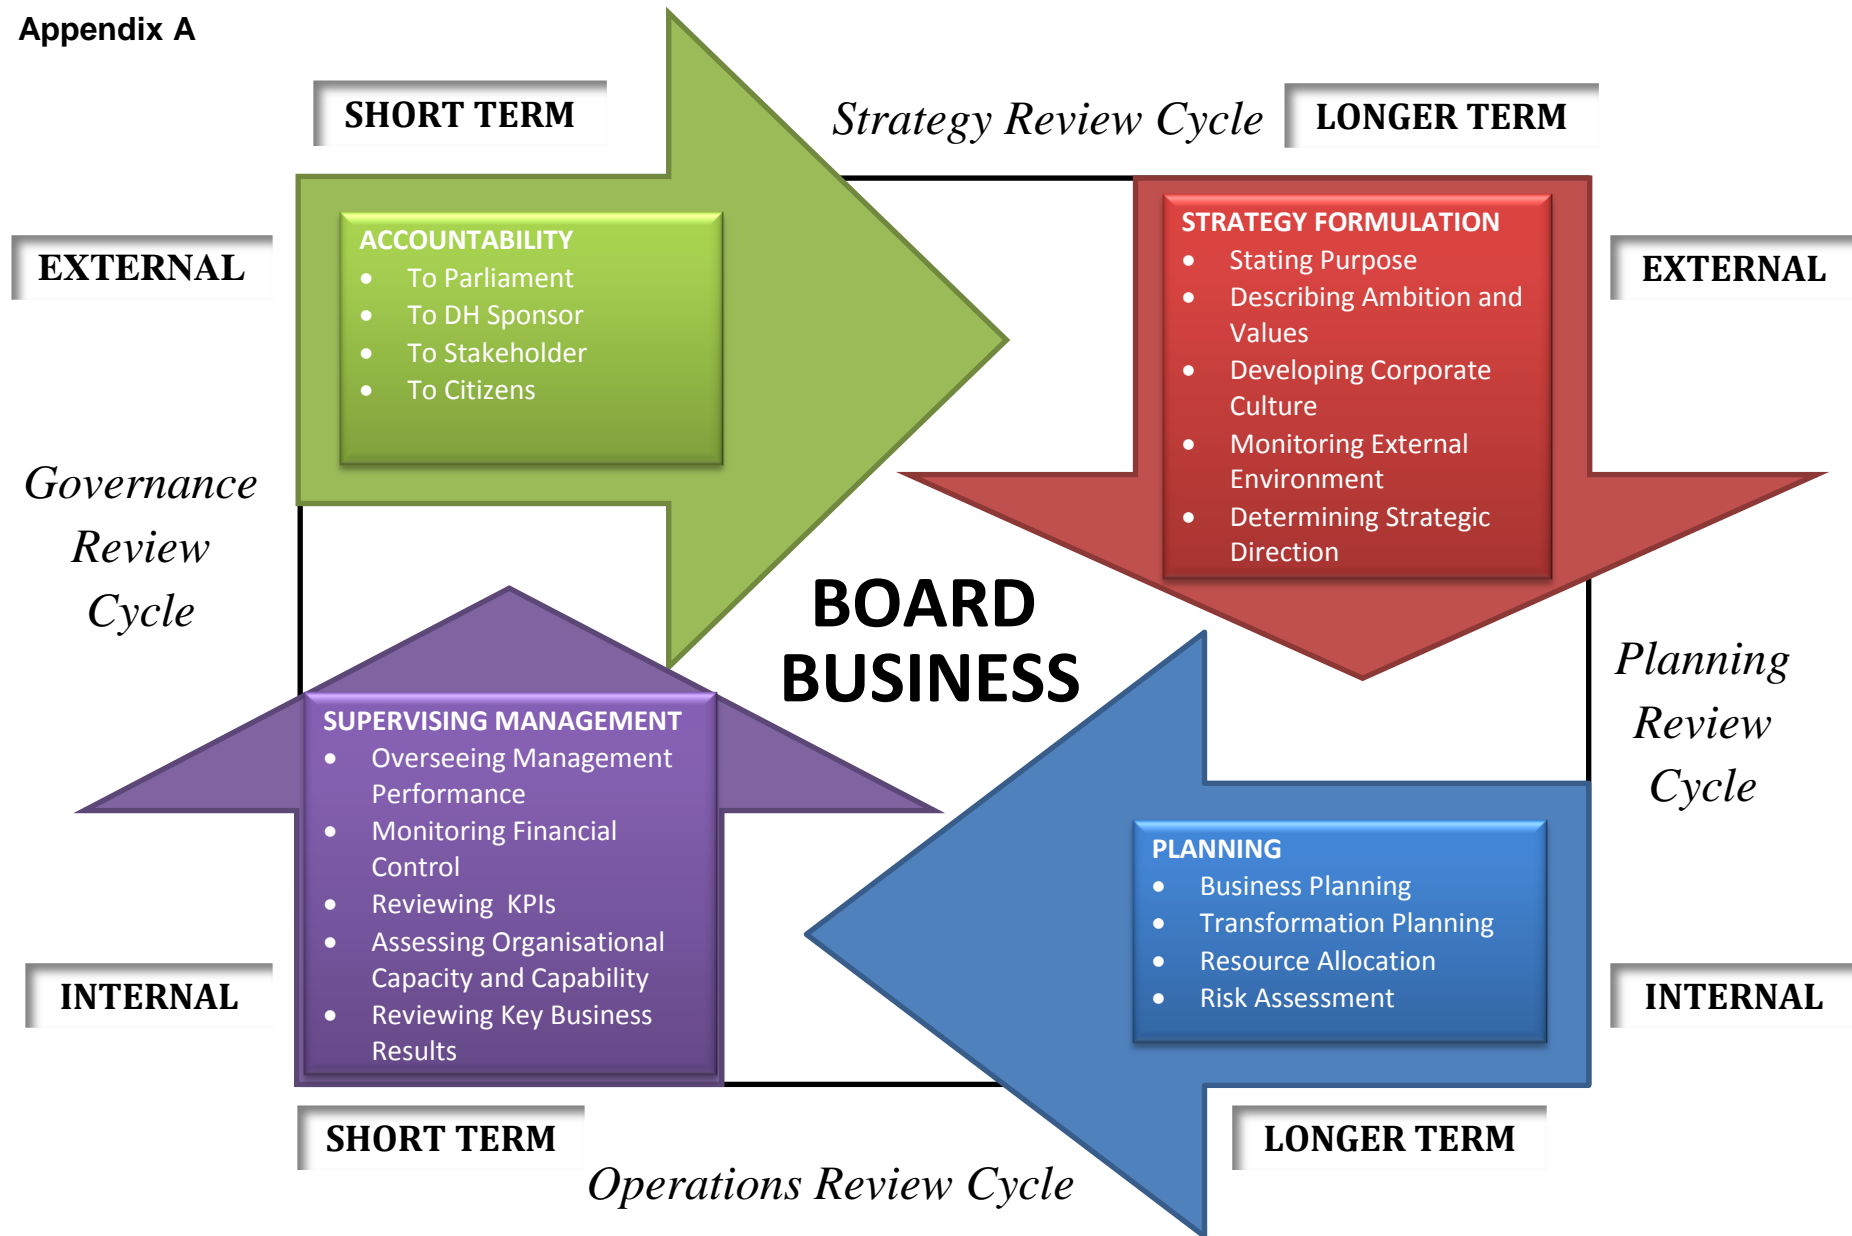 Appendix A
SHORT TERM
Strategy Review Cycle
LONGER TERM
EXTERNAL
ACCOUNTABILITY
• To Parliament
• To DH Sponsor
• To Stakeholder
• To Citizens
STRATEGY FORMULATION
• Stating Purpose
• Describing Ambition and
Values
• Developing Corporate
Culture
• Monitoring External
Environment
• Determining Strategic
Direction
EXTERNAL
Governance
Review
Cycle
BOARD
BUSINESS
Planning
Review
Cycle
SUPERVISING MANAGEMENT
• Overseeing Management
Performance
• Monitoring Financial
Control
• Reviewing  KPIs
• Assessing Organisational
Capacity and Capability
• Reviewing Key Business
Results
PLANNING
• Business Planning
• Transformation Planning
• Resource Allocation
• Risk Assessment
INTERNAL
INTERNAL
SHORT TERM
LONGER TERM
Operations Review Cycle